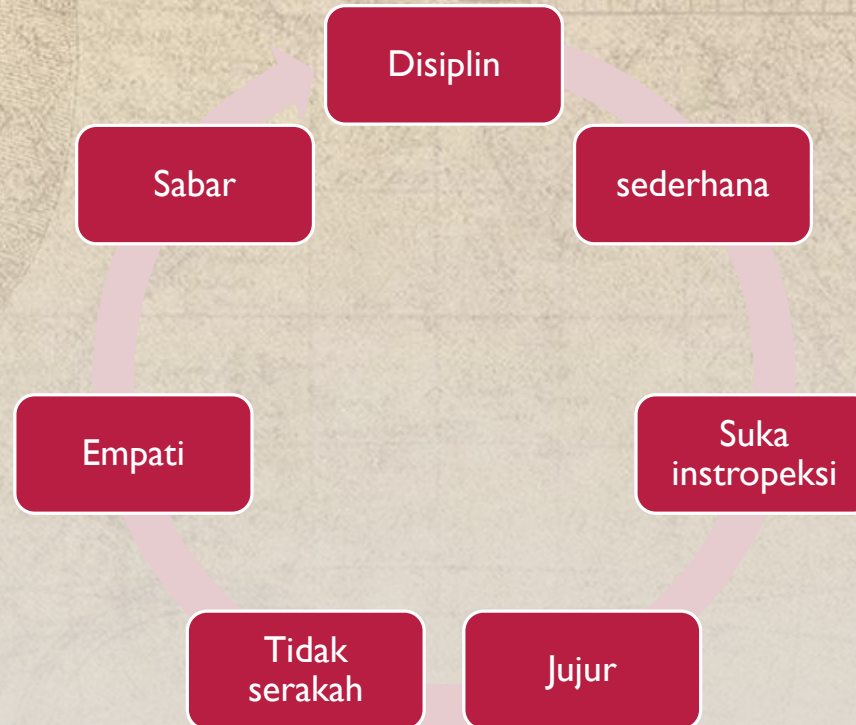 Disiplin
sederhana
Suka
instropeksi
Jujur
Tidak
serakah
Empati
Sabar